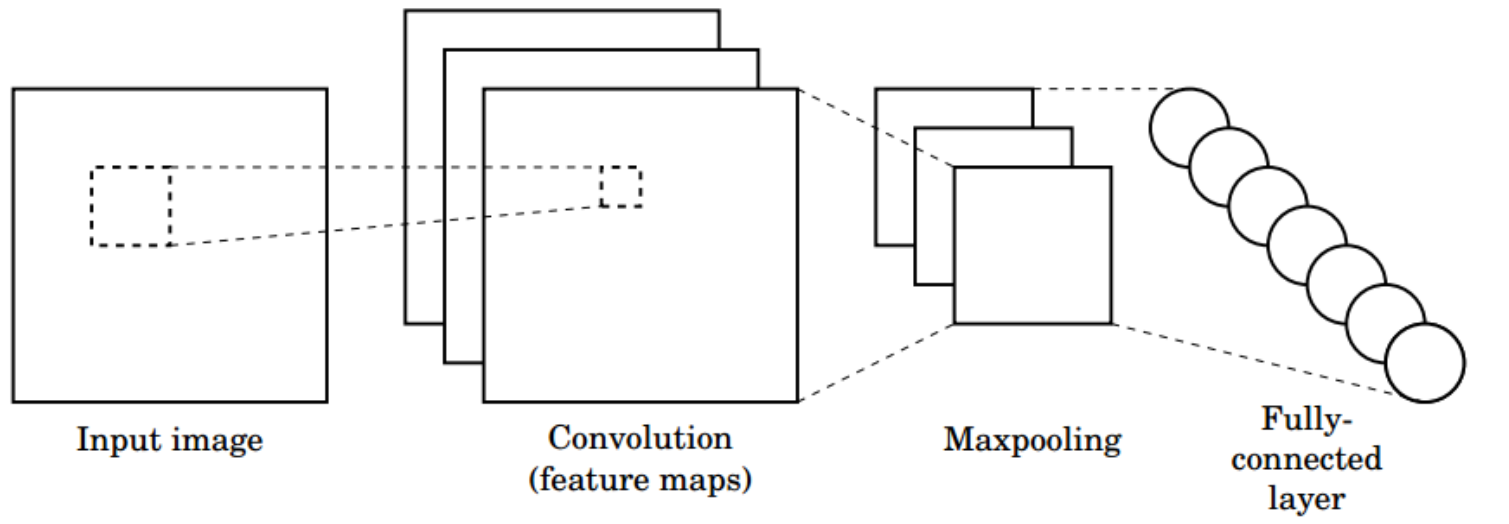 Input image
Convolution
(feature maps)
Maxpooling
Fully-
connected
layer